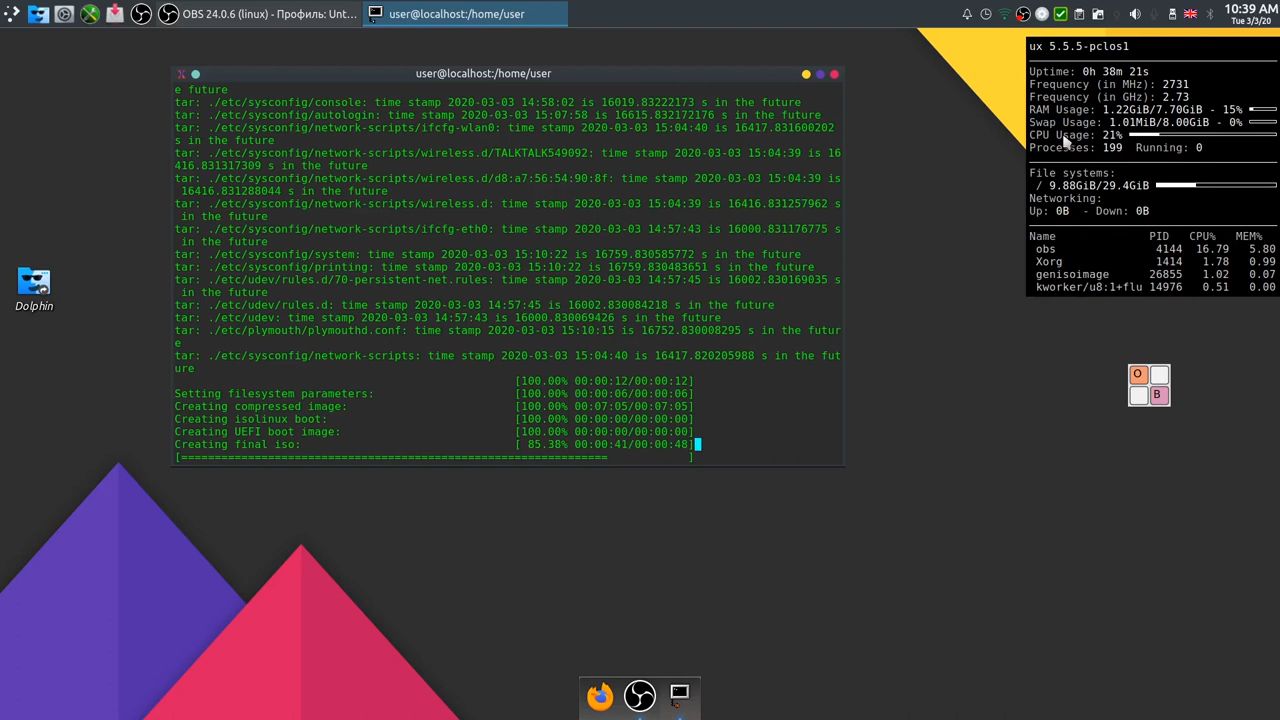 OBS 24.0.6 (linux) - Профиль: Unt...
user@localhost:/home/user
10:39 AM
Tue 3/3/20
user@localhost:/home/user
e future
tar: ./etc/sysconfig/console: time stamp 2020-03-03 14:58:02 is 16019.83222173 s in the future
tar: ./etc/sysconfig/autologin: time stamp 2020-03-03 15:07:58 is 16615.832172176 s in the future
tar: ./etc/sysconfig/network-scripts/ifcfg-wlan0: time stamp 2020-03-03 15:04:40 is 16417.831600202
s in the future
tar: ./etc/sysconfig/network-scripts/wireless.d/TALKTALK549092: time stamp 2020-03-03 15:04:39 is 16
416.831317309 s in the future
tar: ./etc/sysconfig/network-scripts/wireless.d/d8:a7:56:54:90:8f: time stamp 2020-03-03 15:04:39 is
16416.831288044 s in the future
tar: ./etc/sysconfig/network-scripts/wireless.d: time stamp 2020-03-03 15:04:39 is 16416.831257962 s
in the future
tar: ./etc/sysconfig/network-scripts/ifcfg-eth0: time stamp 2020-03-03 14:57:43 is 16000.831176775 s
in the future
tar: ./etc/sysconfig/system: time stamp 2020-03-03 15:10:22 is 16759.830585772 s in the future
tar: ./etc/sysconfig/printing: time stamp 2020-03-03 15:10:22 is 16759.830483651 s in the future
tar: ./etc/udev/rules.d/70-persistent-net.rules: time stamp 2020-03-03 14:57:45 is 16002.830169035 s
in the future
tar: ./etc/udev/rules.d: time stamp 2020-03-03 14:57:45 is 16002.830084218 s in the future
tar: ./etc/udev: time stamp 2020-03-03 14:57:43 is 16000.830069426 s in the future
tar: ./etc/plymouth/plymouthd.conf: time stamp 2020-03-03 15:10:15 is 16752.830008295 s in the futur
e
tar: ./etc/sysconfig/network-scripts: time stamp 2020-03-03 15:04:40 is 16417.820205988 s in the fut
ure
[100.00% 00:00:12/00:00:12]
Setting filesystem parameters: [100.00% 00:00:06/00:00:06]
Creating compressed image: [100.00% 00:07:05/00:07:05]
Creating isolinux boot: [100.00% 00:00:00/00:00:00]
Creating UEFI boot image: [100.00% 00:00:00/00:00:00]
Creating final iso: [ 85.38% 00:00:41/00:00:48]
[================================================================ ]
ux 5.5.5-pclos1
Uptime: 0h 38m 21s
Frequency (in MHz): 2731
Frequency (in GHz): 2.73
RAM Usage: 1.22GiB/7.70GiB - 15%
Swap Usage: 1.01MiB/8.00GiB - 0%
CPU Usage: 21%
Processes: 199 Running: 0
File systems:
/ 9.88GiB/29.4GiB
Networking:
Up: 0B - Down: 0B
Name PID CPU% MEM%
obs 4144 16.79 5.80
Xorg 1414 1.78 0.99
genisoimage 26855 1.02 0.07
kworker/u8:1+flu 14976 0.51 0.00
Dolphin
O
B